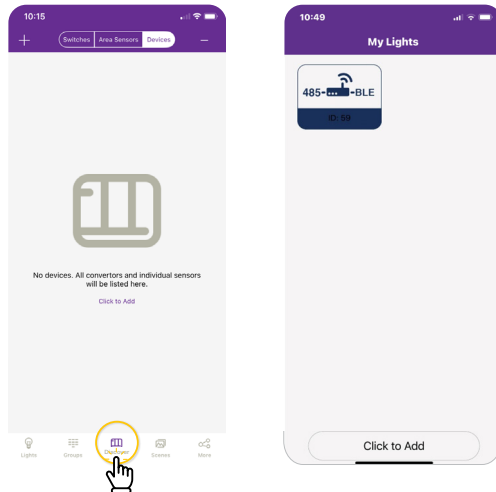 10:15
Switches
Area Sensors
Devices
No devices. All convertors and individual sensors
will be listed here.
Click to Add
Lights
Groups
Discover
Scenes
More
10:49
My Lights
485-
-BLE
ID: 59
Click to Add